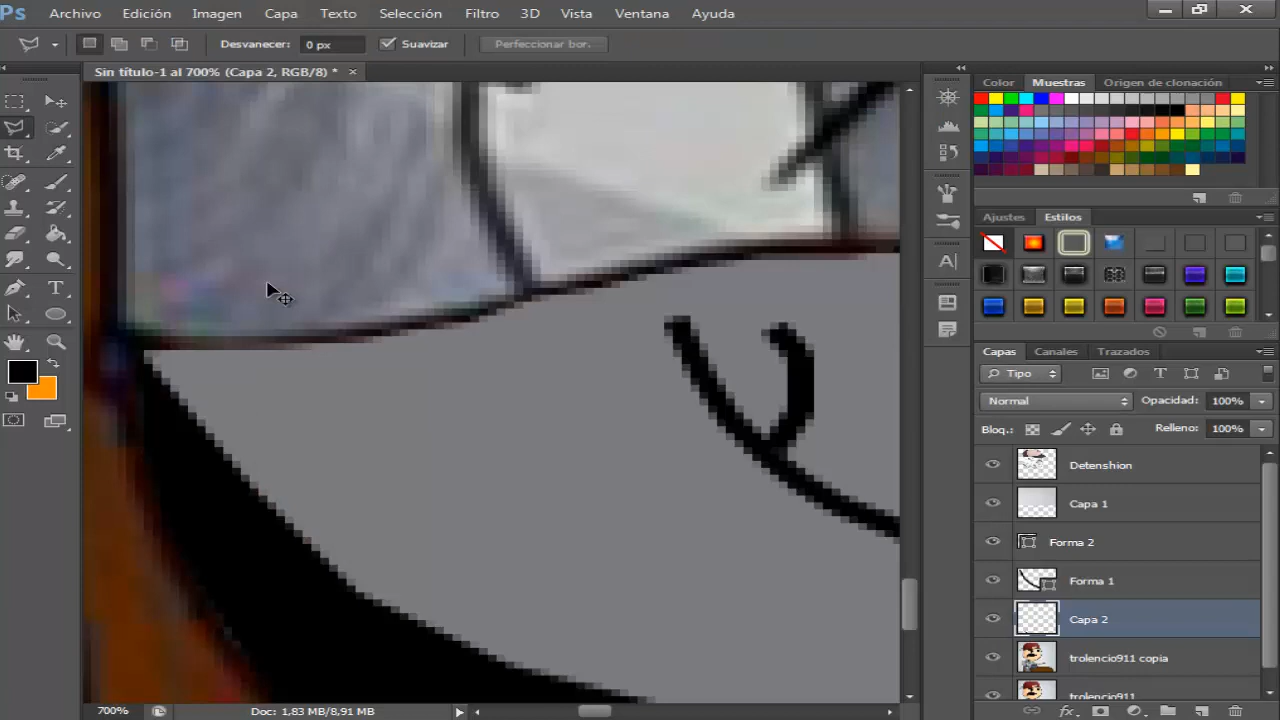 Ps Archivo Edición Imagen Capa Texto Selección Filtro 3D Vista Ventana Ayuda
Desvanecer: 0 px Suavizar Perfeccionar bor.
Sin título-1 al 700% (Capa 2, RGB/8) * ×
Color Muestras Origen de clonación
Ajustes Estilos
Capas Canales Trazados
Tipo
Normal Opacidad: 100%
Bloq.: Relleno: 100%
Detenshion
Capa 1
Forma 2
Forma 1
Capa 2
trolencio911 copia
trolencio911
700% Doc: 1,83 MB/8,91 MB